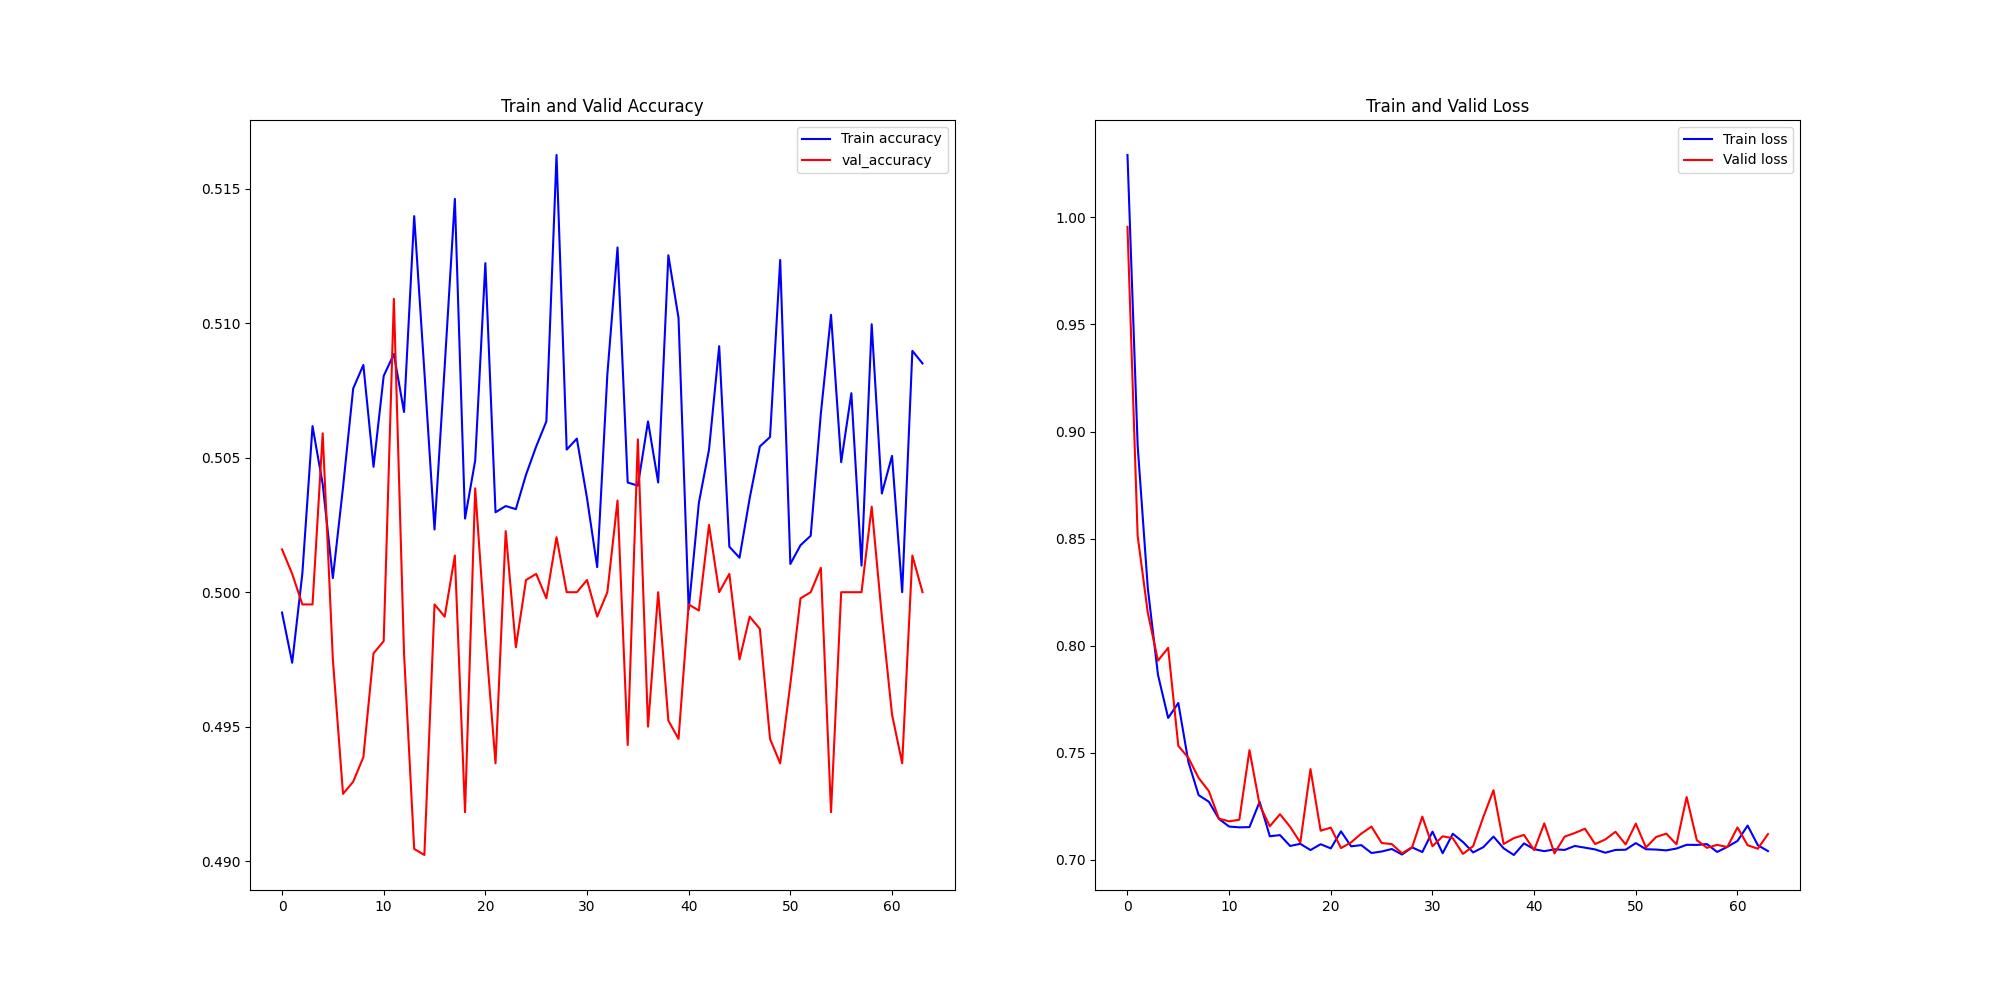 Train and Valid Accuracy
Train accuracy
val_accuracy
0.515
0.510
0.505
0.500
0.495
0.490
0 10 20 30 40 50 60
Train and Valid Loss
Train loss
Valid loss
1.00
0.95
0.90
0.85
0.80
0.75
0.70
0 10 20 30 40 50 60